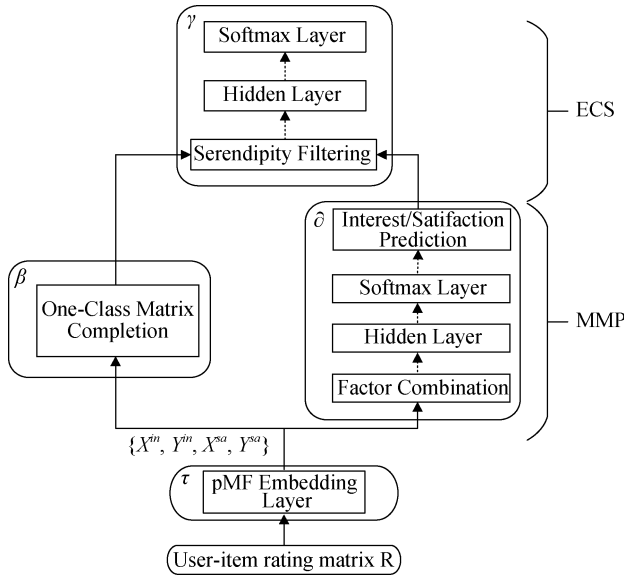 γ
Softmax Layer
Hidden Layer
Serendipity Filtering
ECS
∂
Interest/Satifaction
Prediction
Softmax Layer
Hidden Layer
Factor Combination
MMP
β
One-Class Matrix
Completion
{X^in, Y^in, X^sa, Y^sa}
τ
pMF Embedding
Layer
User-item rating matrix R